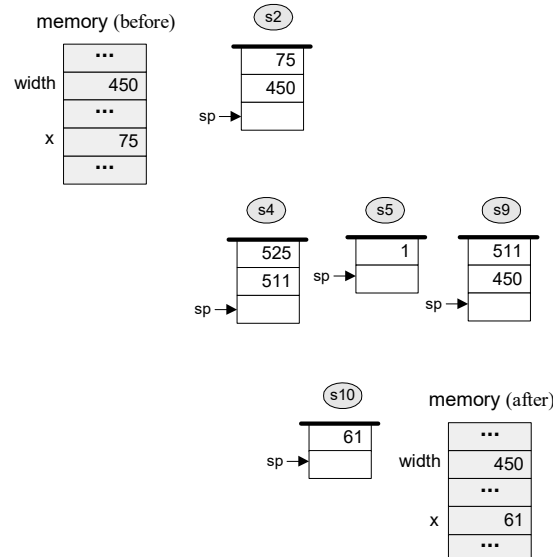 memory (before)
s2
...
75
width
450
450
...
sp
x
75
...
s4
s5
s9
525
1
511
511
sp
450
sp
sp
s10
memory (after)
61
...
sp
width
450
...
x
61
...